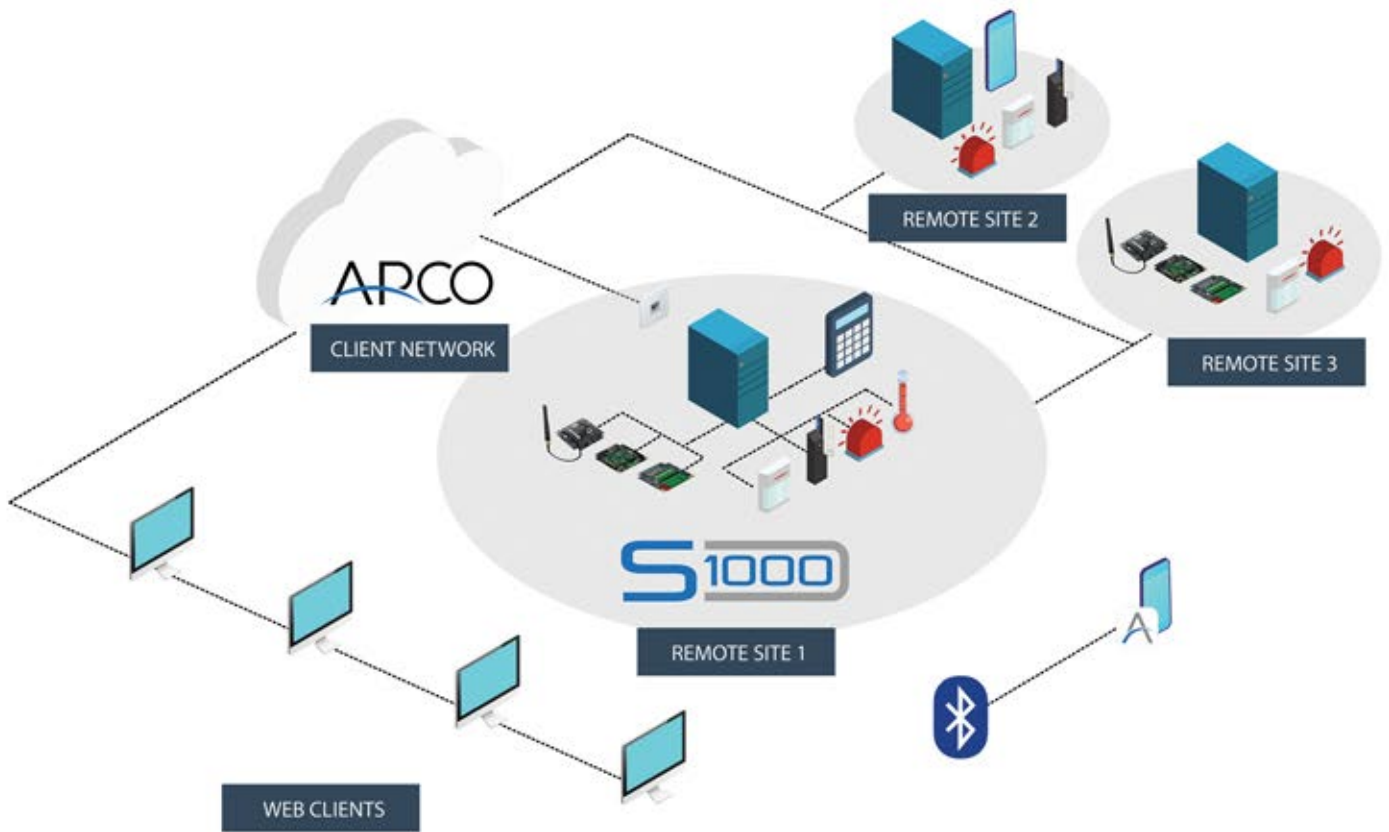 REMOTE SITE 2
REMOTE SITE 3
ARCO
CLIENT NETWORK
S1000
REMOTE SITE 1
WEB CLIENTS